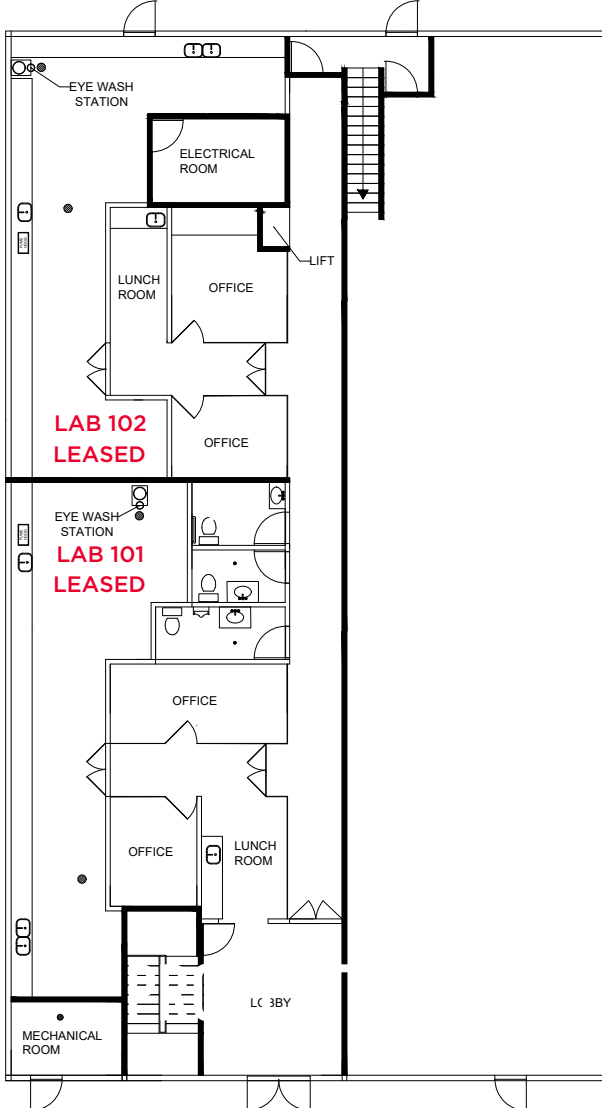 EYE WASH
STATION
ELECTRICAL
ROOM
LIFT
LUNCH
ROOM
OFFICE
LAB 102
LEASED
OFFICE
EYE WASH
STATION
LAB 101
LEASED
OFFICE
OFFICE
LUNCH
ROOM
LOBBY
MECHANICAL
ROOM